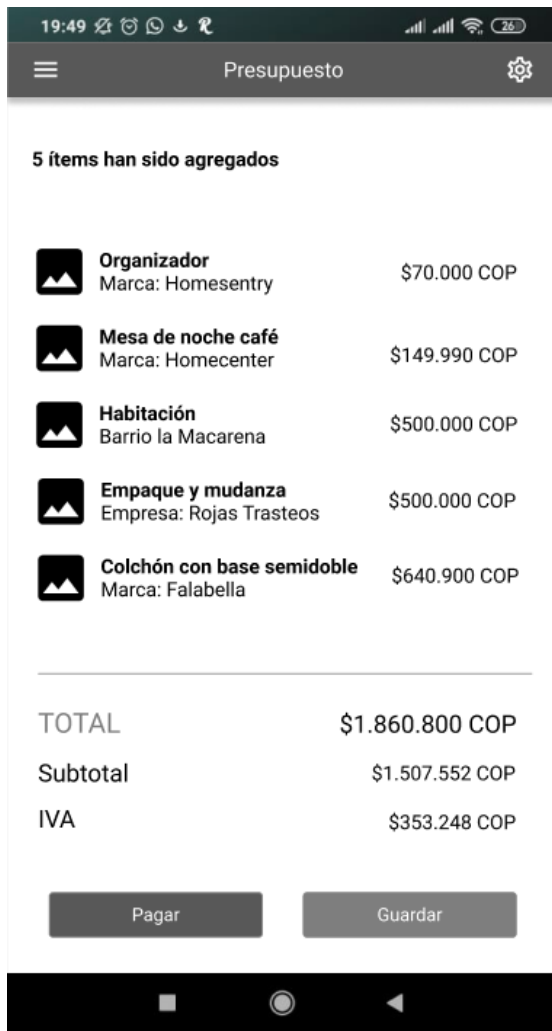 19:49
26
Presupuesto
5 ítems han sido agregados
Organizador
Marca: Homesentry
$70.000 COP
Mesa de noche café
Marca: Homecenter
$149.990 COP
Habitación
Barrio la Macarena
$500.000 COP
Empaque y mudanza
Empresa: Rojas Trasteos
$500.000 COP
Colchón con base semidoble
Marca: Falabella
$640.900 COP
TOTAL $1.860.800 COP
Subtotal $1.507.552 COP
IVA $353.248 COP
Pagar Guardar